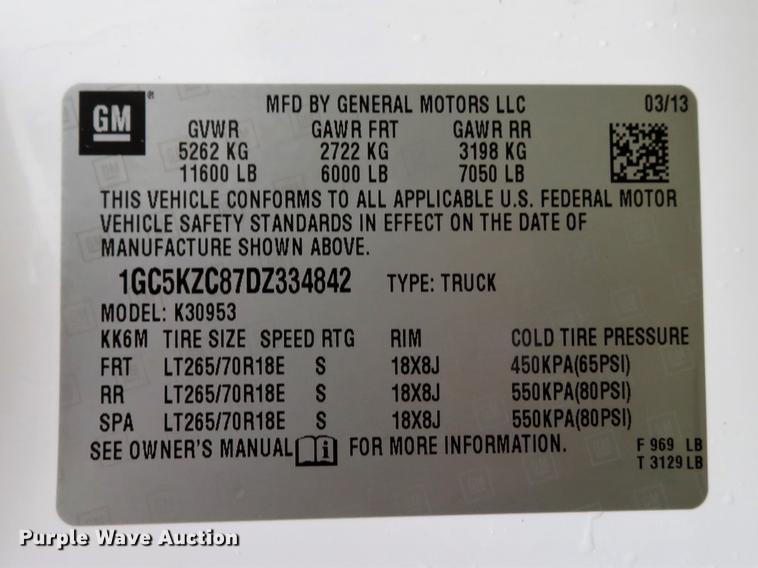 GM
MFD BY GENERAL MOTORS LLC 03/13
GVWR GAWR FRT GAWR RR
5262 KG 2722 KG 3198 KG
11600 LB 6000 LB 7050 LB
THIS VEHICLE CONFORMS TO ALL APPLICABLE U.S. FEDERAL MOTOR
VEHICLE SAFETY STANDARDS IN EFFECT ON THE DATE OF
MANUFACTURE SHOWN ABOVE.
1GC5KZC87DZ334842 TYPE: TRUCK
MODEL: K30953
KK6M TIRE SIZE SPEED RTG RIM COLD TIRE PRESSURE
FRT LT265/70R18E S 18X8J 450KPA(65PSI)
RR LT265/70R18E S 18X8J 550KPA(80PSI)
SPA LT265/70R18E S 18X8J 550KPA(80PSI)
SEE OWNER'S MANUAL i FOR MORE INFORMATION.
F 969 LB
T 3129 LB
Purple Wave Auction